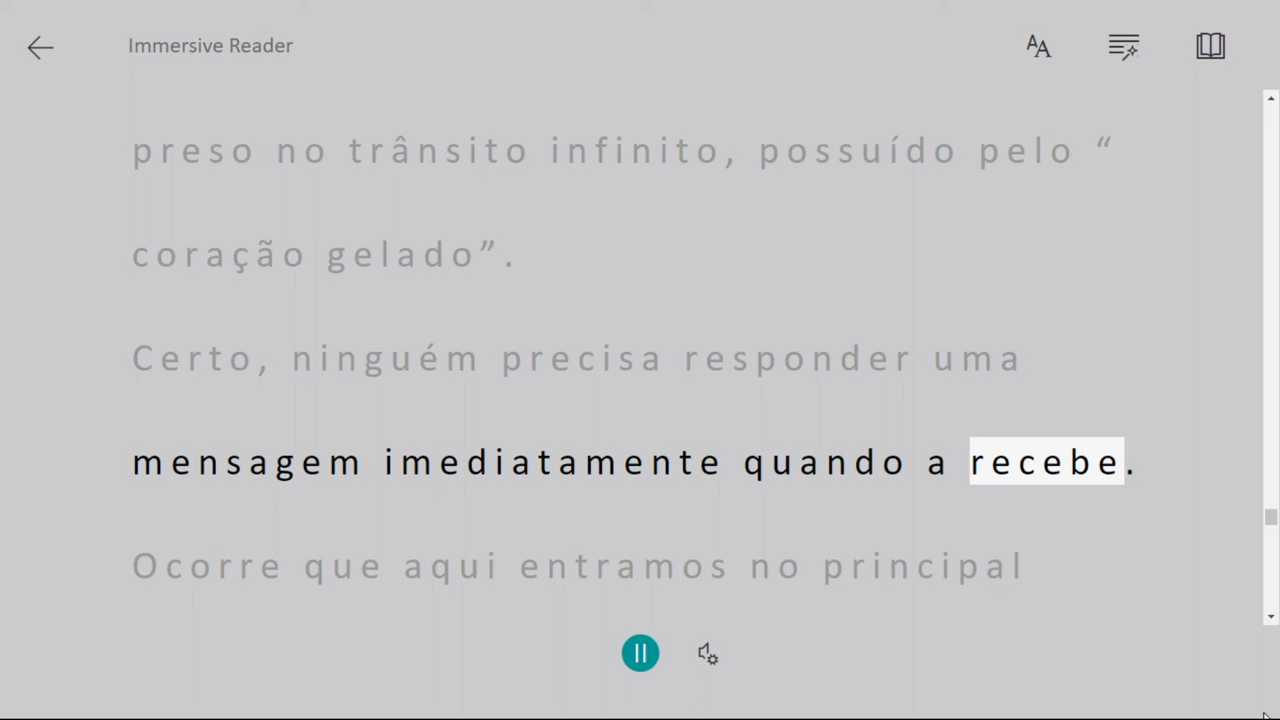 Immersive Reader
preso no trânsito infinito, possuído pelo “
coração gelado”.
Certo, ninguém precisa responder uma
mensagem imediatamente quando a recebe.
Ocorre que aqui entramos no principal